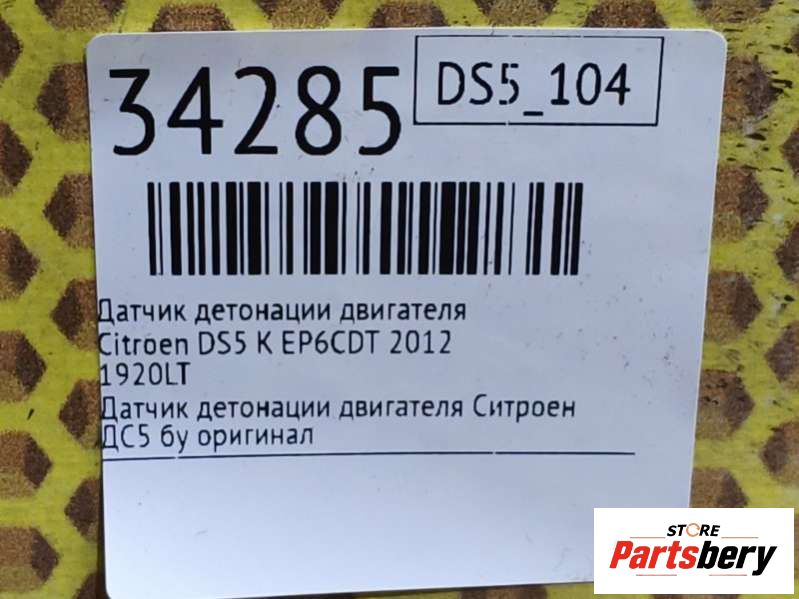 34285
DS5_104
Датчик детонации двигателя
Citroen DS5 K EP6CDT 2012
1920LT
Датчик детонации двигателя Ситроен
ДС5 бу оригинал
STORE
Partsbery